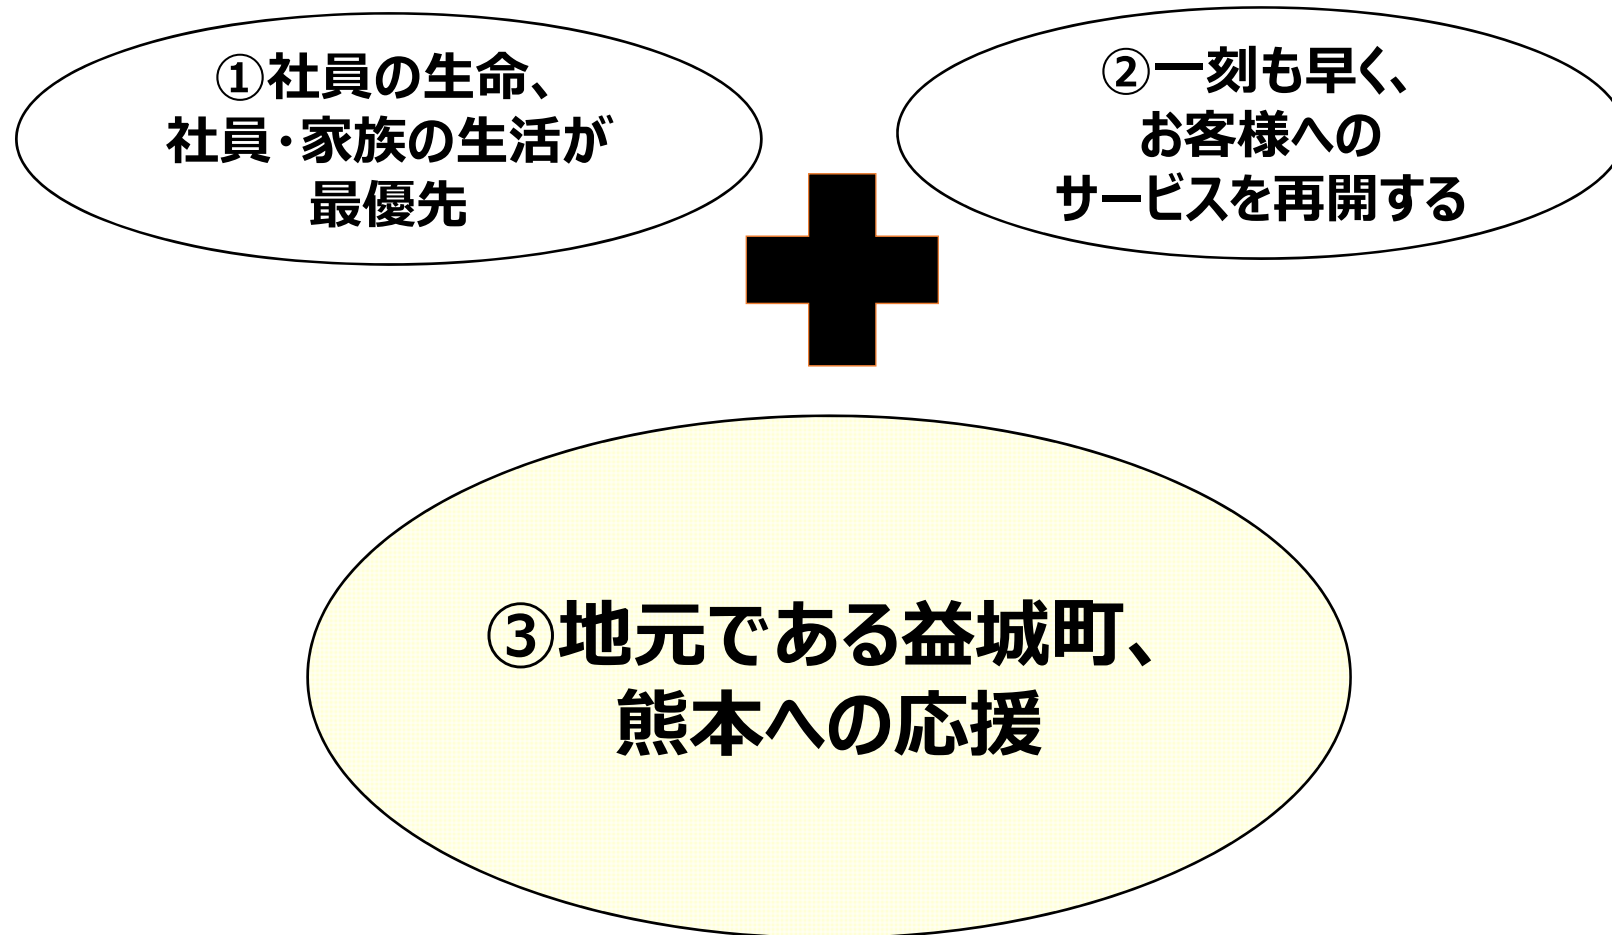 ①社員の生命、
社員・家族の生活が
最優先
②一刻も早く、
お客様への
サービスを再開する
③地元である益城町、
熊本への応援